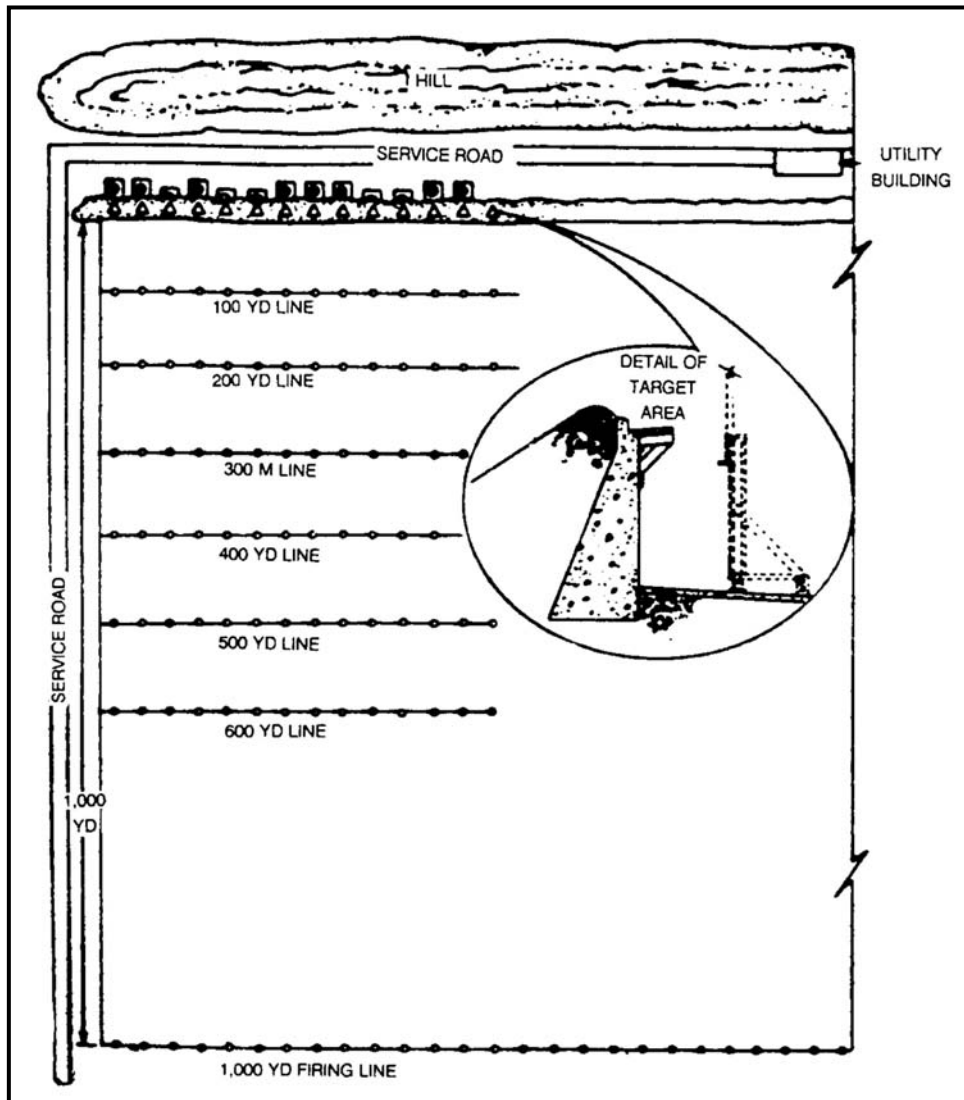 HILL
SERVICE ROAD
UTILITY
BUILDING
100 YD LINE
200 YD LINE
DETAIL OF
TARGET
AREA
300 M LINE
400 YD LINE
500 YD LINE
SERVICE ROAD
600 YD LINE
1,000
YD
1,000 YD FIRING LINE